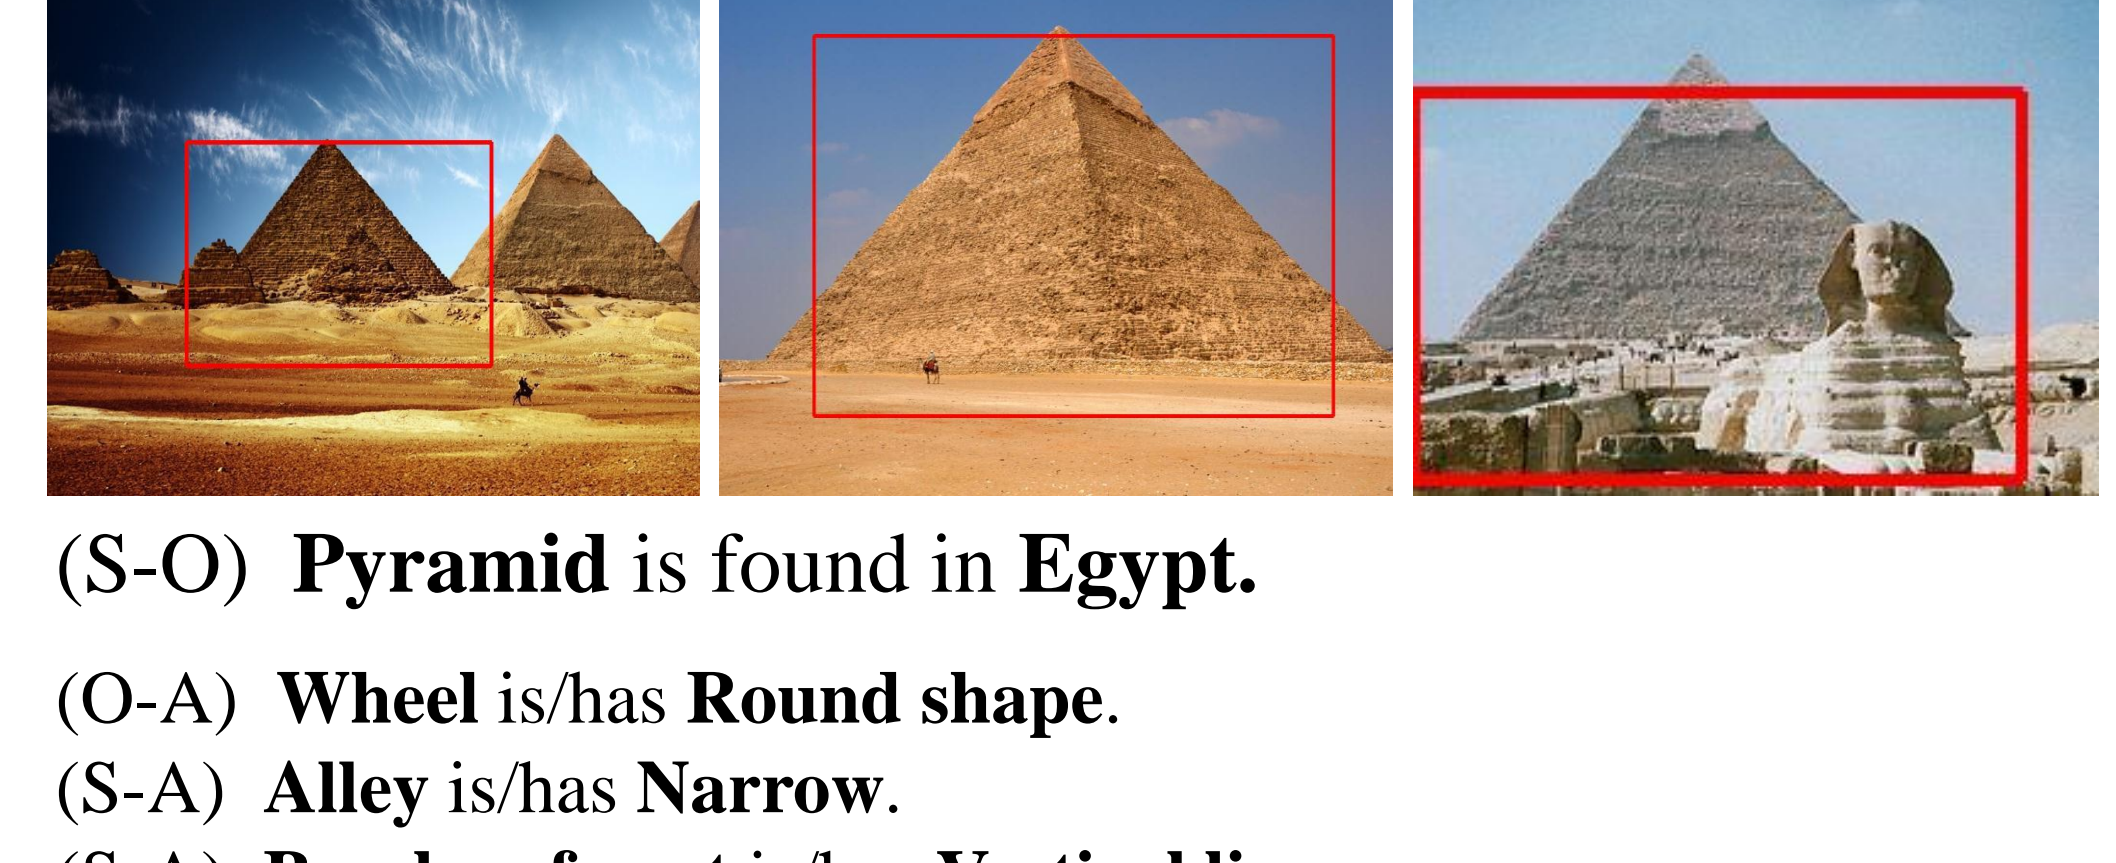 (S-O) Pyramid is found in Egypt.
(O-A) Wheel is/has Round shape.
(S-A) Alley is/has Narrow.